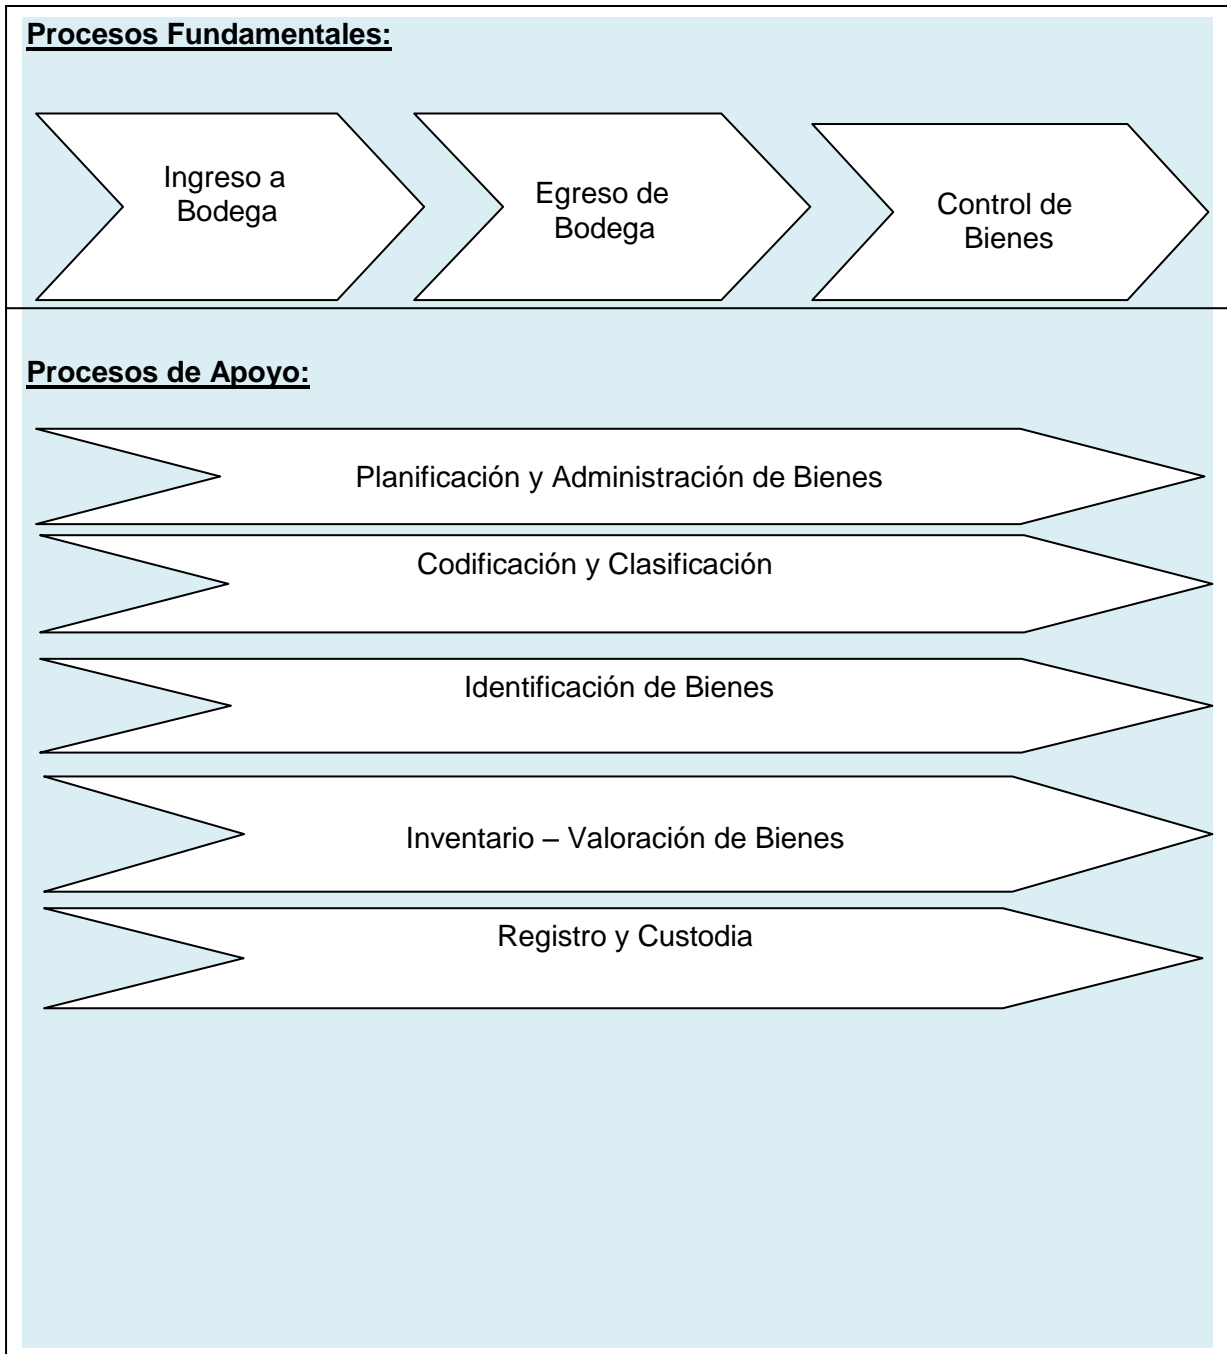 Procesos Fundamentales:
Ingreso a
Bodega
Egreso de
Bodega
Control de
Bienes
Procesos de Apoyo:
Planificación y Administración de Bienes
Codificación y Clasificación
Identificación de Bienes
Inventario – Valoración de Bienes
Registro y Custodia